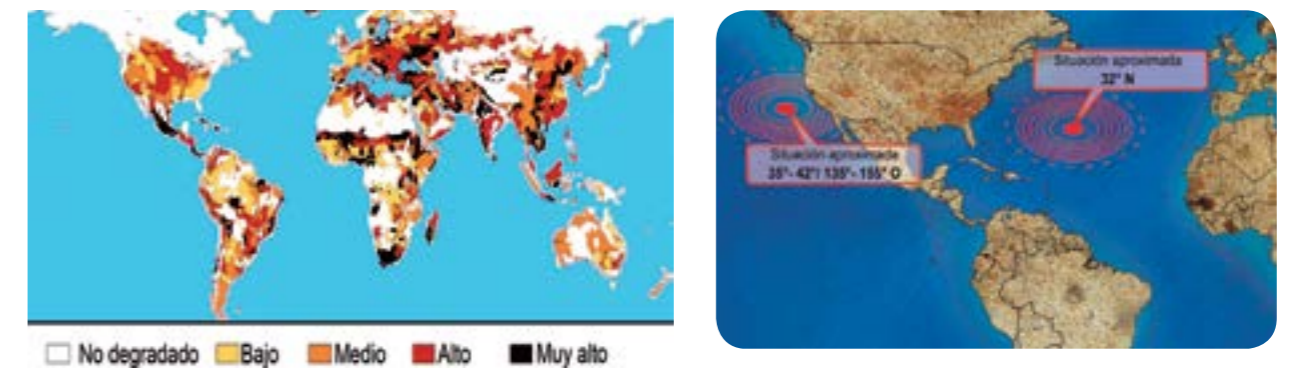 No degradado Bajo Medio Alto Muy alto
Situación aproximada
32° N
Situación aproximada
35°- 42°/ 135°- 155° O